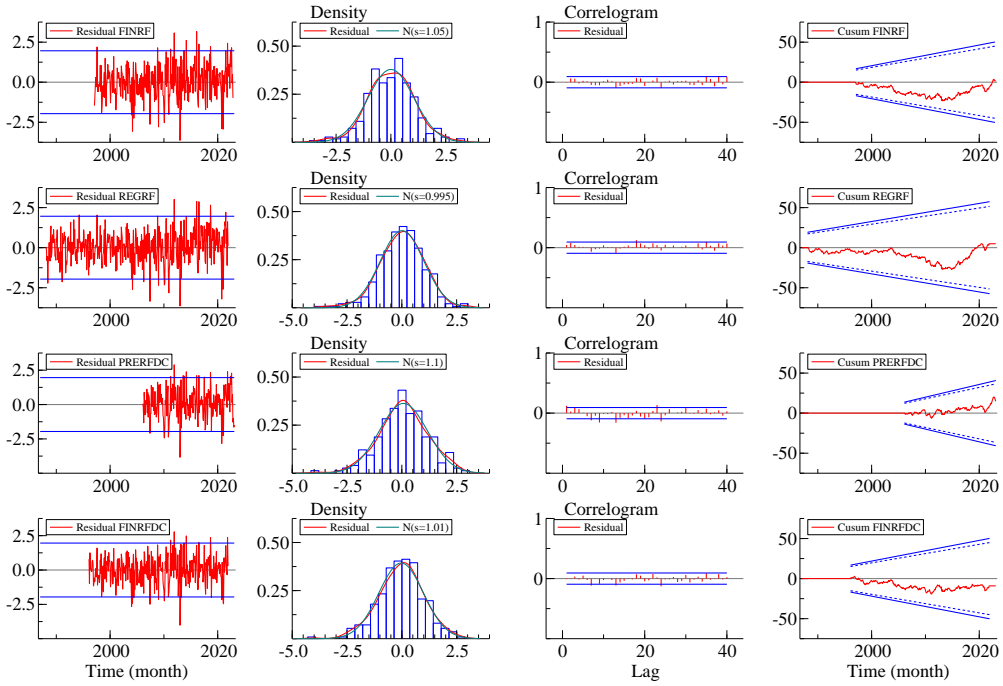 Density Correlogram
Residual FINRF Residual N(s=1.05) Residual Cusum FINRF
2.5 0.50 1 50
0.0 0.25 0 0
-2.5 -50
2000 2020 -2.5 0.0 2.5 0 20 40 2000 2020
Density Correlogram
Residual REGRF Residual N(s=0.995) Residual Cusum REGRF
2.5 0.50 1 50
0.0 0.25 0 0
-2.5 -50
2000 2020 -5.0 -2.5 0.0 2.5 0 20 40 2000 2020
Density Correlogram
Residual PRERFDC Residual N(s=1.1) Residual Cusum PRERFDC
2.5 0.50 1 50
0.0 0.25 0 0
-2.5 -50
2000 2020 -5.0 -2.5 0.0 2.5 0 20 40 2000 2020
Density Correlogram
Residual FINRFDC Residual N(s=1.01) Residual Cusum FINRFDC
2.5 0.50 1 50
0.0 0.25 0 0
-2.5 -50
2000 2020 -5.0 -2.5 0.0 2.5 0 20 40 2000 2020
Time (month) Lag Time (month)